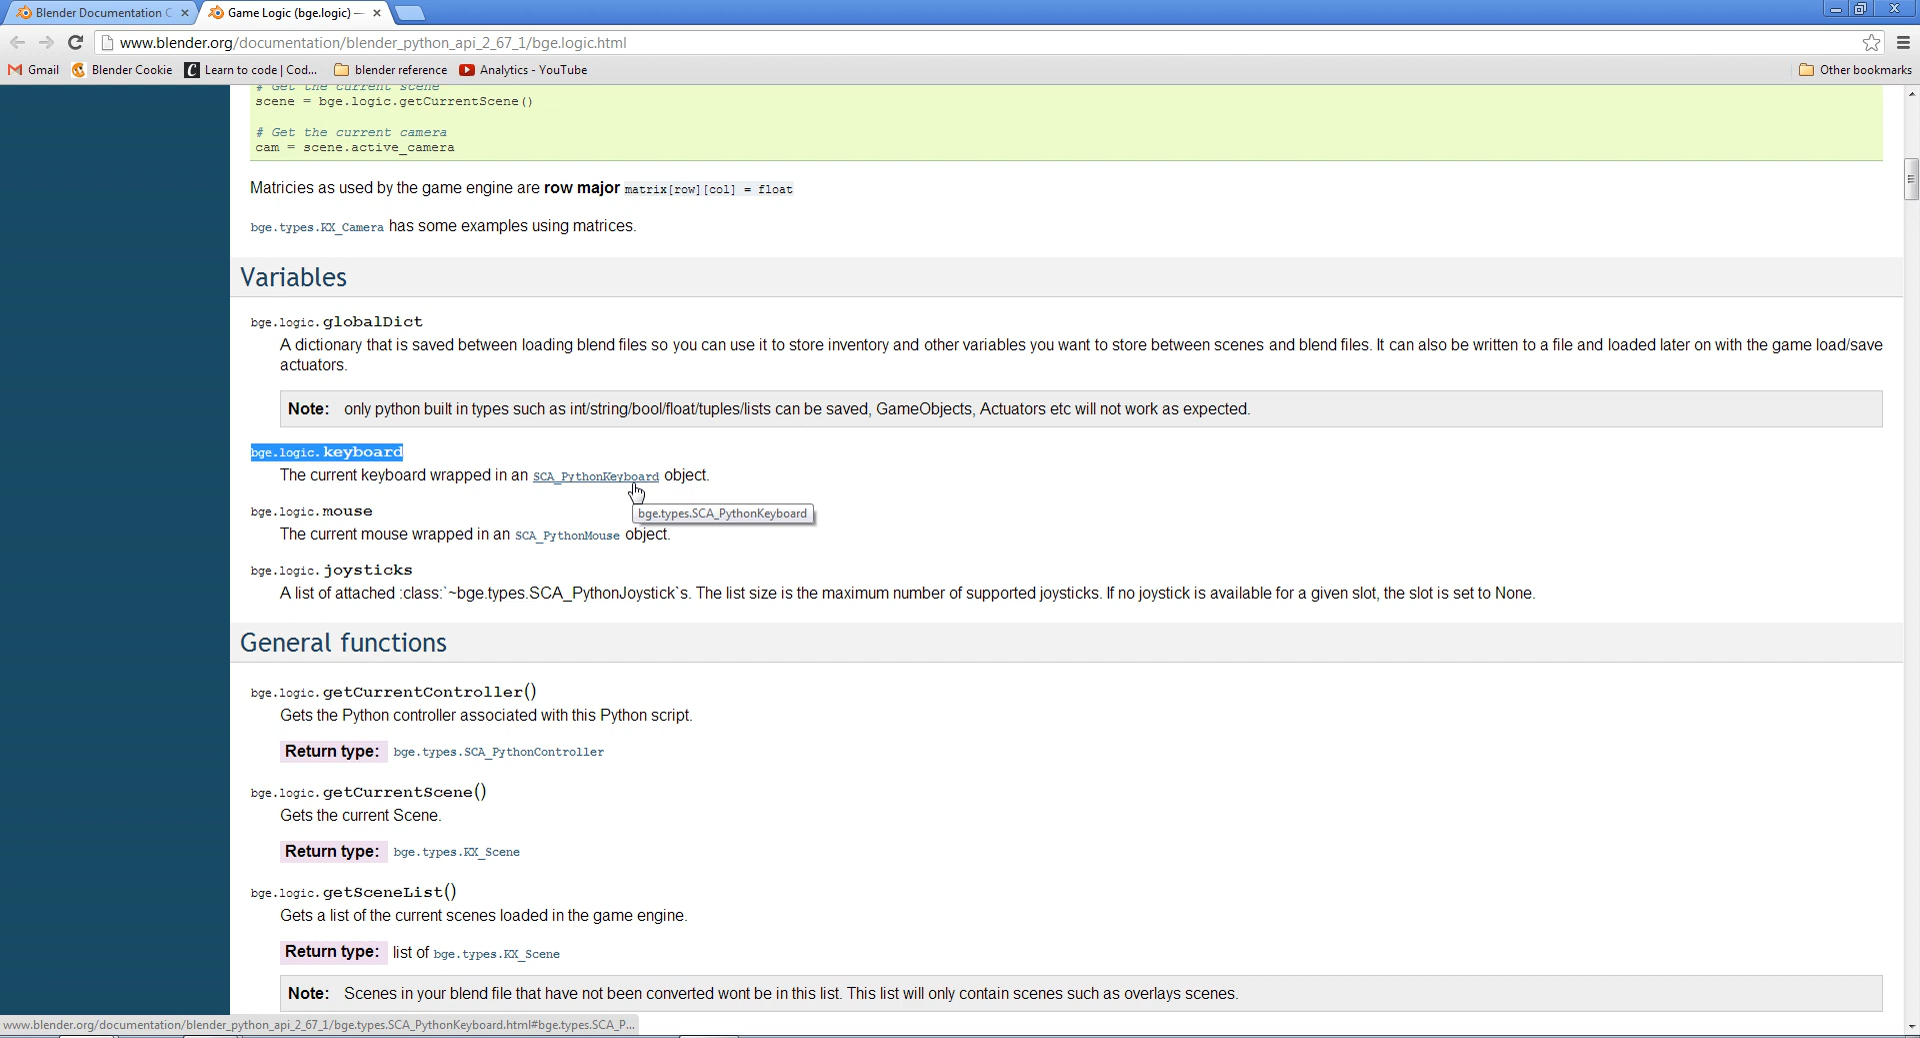 Blender Documentation C
Game Logic (bge.logic) —
www.blender.org/documentation/blender_python_api_2_67_1/bge.logic.html
Gmail
Blender Cookie
Learn to code | Cod...
blender reference
Analytics - YouTube
Other bookmarks
# Get the current scene
scene = bge.logic.getCurrentScene()
# Get the current camera
cam = scene.active_camera
Matricies as used by the game engine are row major matrix[row][col] = float
bge.types.KX_Camera has some examples using matrices.
Variables
bge.logic.globalDict
A dictionary that is saved between loading blend files so you can use it to store inventory and other variables you want to store between scenes and blend files. It can also be written to a file and loaded later on with the game load/save
actuators.
Note: only python built in types such as int/string/bool/float/tuples/lists can be saved, GameObjects, Actuators etc will not work as expected.
bge.logic.keyboard
The current keyboard wrapped in an SCA_PythonKeyboard object.
bge.types.SCA_PythonKeyboard
bge.logic.mouse
The current mouse wrapped in an SCA_PythonMouse object.
bge.logic.joysticks
A list of attached :class:`~bge.types.SCA_PythonJoystick`s. The list size is the maximum number of supported joysticks. If no joystick is available for a given slot, the slot is set to None.
General functions
bge.logic.getCurrentController()
Gets the Python controller associated with this Python script.
Return type: bge.types.SCA_PythonController
bge.logic.getCurrentScene()
Gets the current Scene.
Return type: bge.types.KX_Scene
bge.logic.getSceneList()
Gets a list of the current scenes loaded in the game engine.
Return type: list of bge.types.KX_Scene
Note: Scenes in your blend file that have not been converted wont be in this list. This list will only contain scenes such as overlays scenes.
www.blender.org/documentation/blender_python_api_2_67_1/bge.types.SCA_PythonKeyboard.html#bge.types.SCA_P...